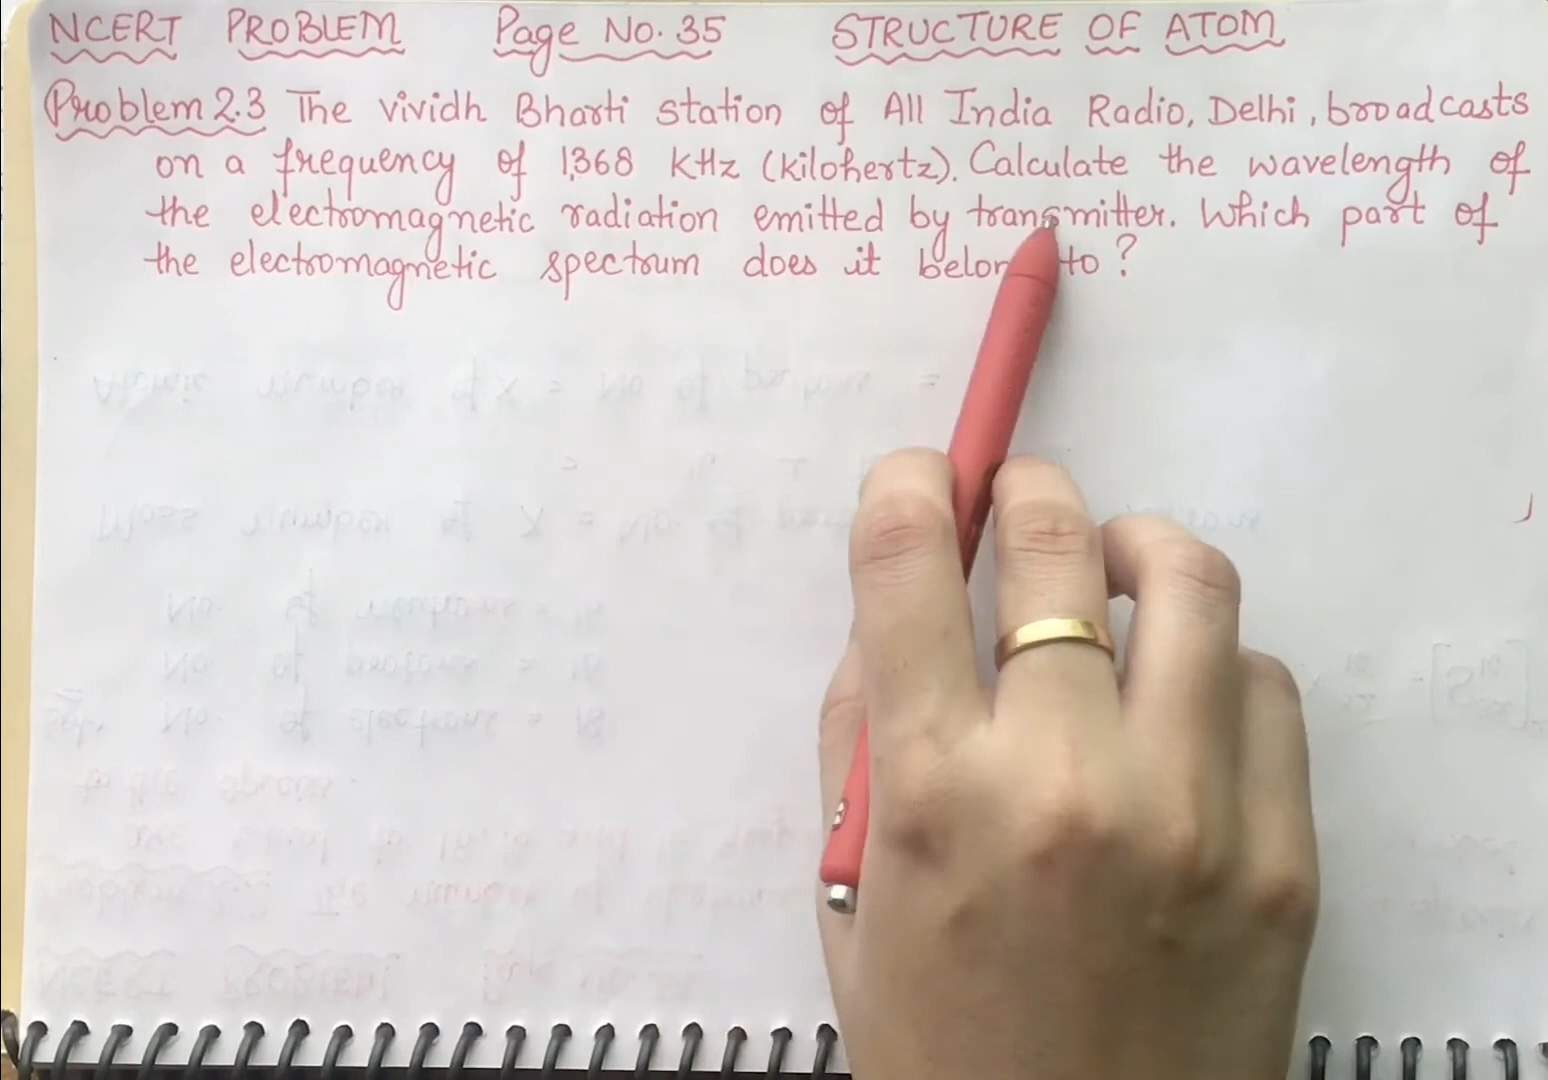 NCERT PROBLEM Page No. 35 STRUCTURE OF ATOM
Problem 2.3 The vividh Bharti station of All India Radio, Delhi, broadcasts
on a frequency of 1,368 kHz (kilohertz). Calculate the wavelength of
the electromagnetic radiation emitted by transmitter. Which part of
the electromagnetic spectrum does it to ?